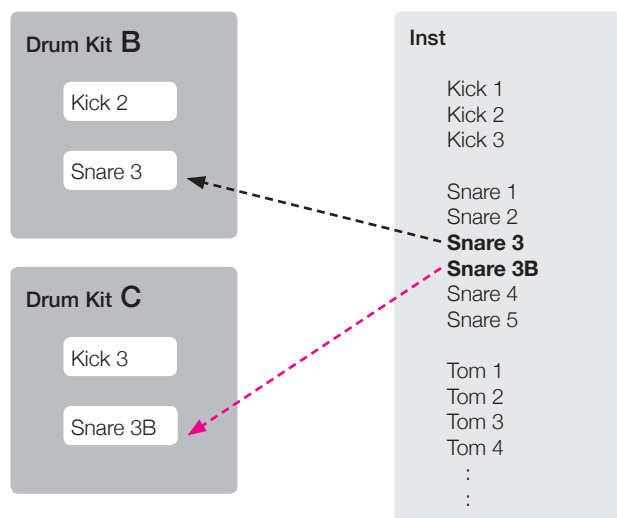 Drum Kit B
Kick 2
Snare 3
Drum Kit C
Kick 3
Snare 3B
Inst
Kick 1
Kick 2
Kick 3
Snare 1
Snare 2
Snare 3
Snare 3B
Snare 4
Snare 5
Tom 1
Tom 2
Tom 3
Tom 4
:
: